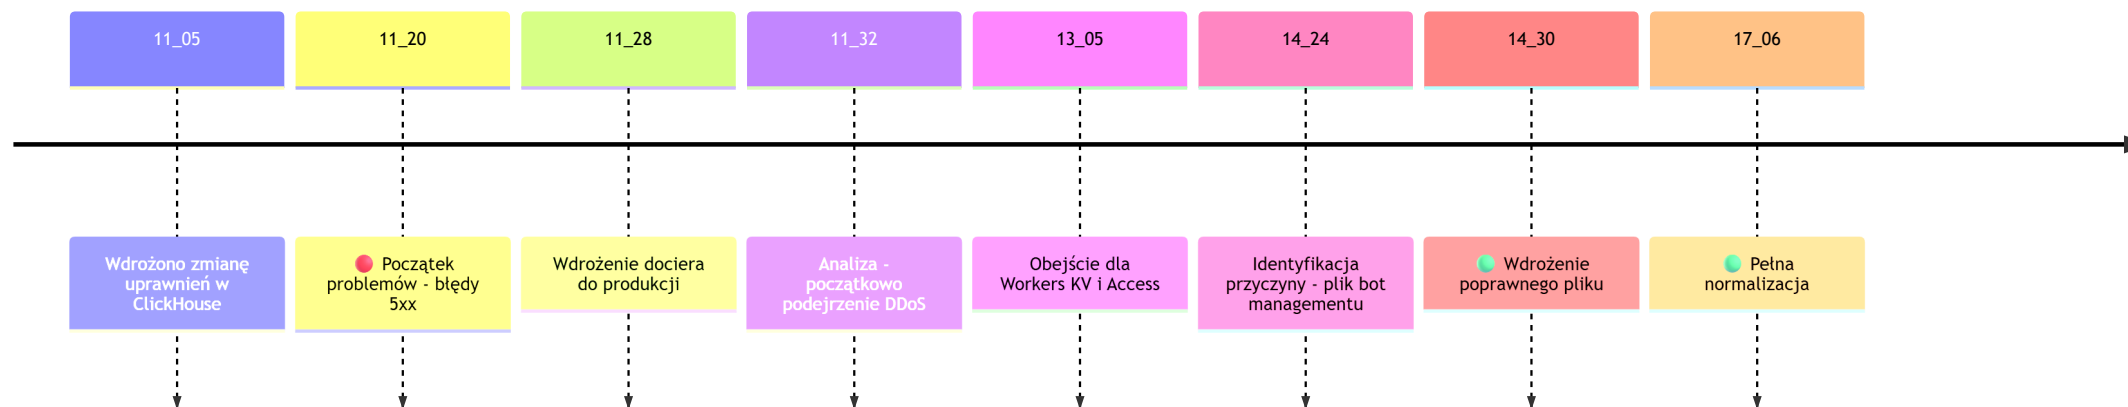 11_05
11_20
11_28
11_32
13_05
14_24
14_30
17_06
Wdrożono zmianę
uprawnień w
ClickHouse
🔴 Początek
problemów - błędy
5xx
Wdrożenie dociera
do produkcji
Analiza -
początkowo
podejrzenie DDoS
Obejście dla
Workers KV i Access
Identyfikacja
przyczyny - plik bot
managementu
🟢 Wdrożenie
poprawnego pliku
🟢 Pełna
normalizacja